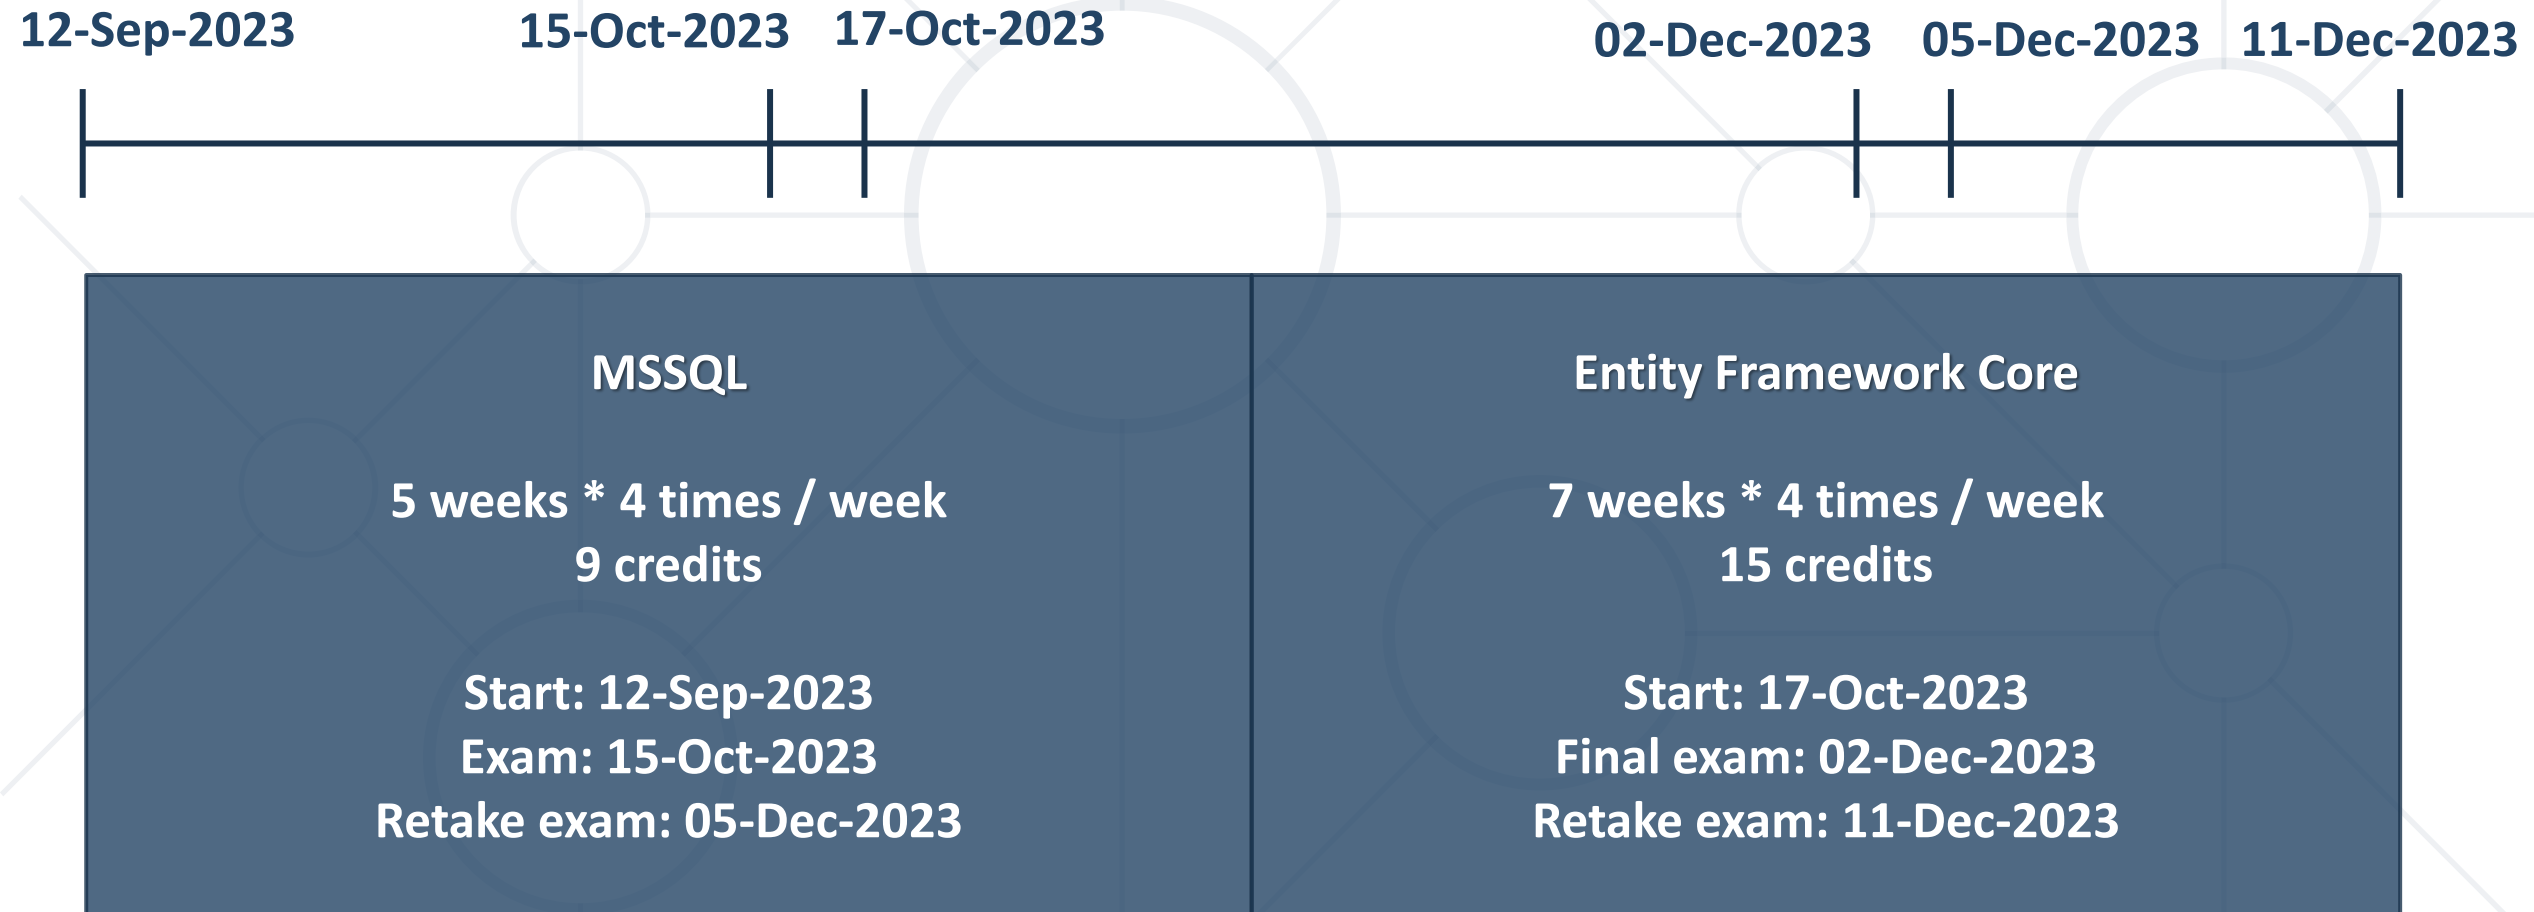 12-Sep-2023
15-Oct-2023
17-Oct-2023
02-Dec-2023
05-Dec-2023
11-Dec-2023
MSSQL
5 weeks * 4 times / week
9 credits
Start: 12-Sep-2023
Exam: 15-Oct-2023
Retake exam: 05-Dec-2023
Entity Framework Core
7 weeks * 4 times / week
15 credits
Start: 17-Oct-2023
Final exam: 02-Dec-2023
Retake exam: 11-Dec-2023